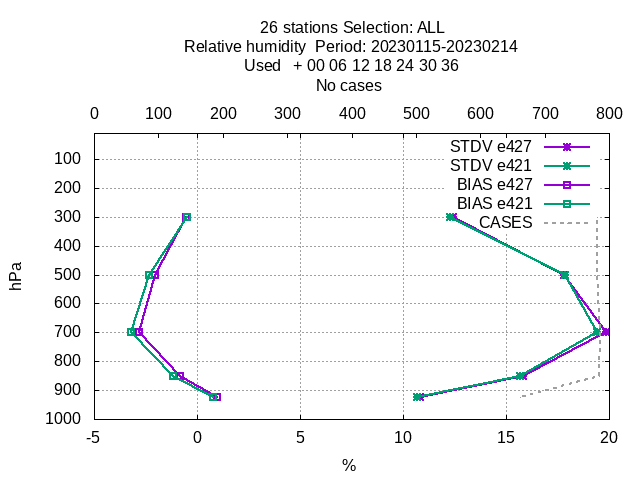 26 stations Selection: ALL
Relative humidity  Period: 20230115-20230214
Used   + 00 06 12 18 24 30 36
No cases
0 100 200 300 400 500 600 700 800
STDV e427
STDV e421
BIAS e427
BIAS e421
CASES
100
200
300
400
500
600
700
800
900
1000
hPa
-5 0 5 10 15 20
%